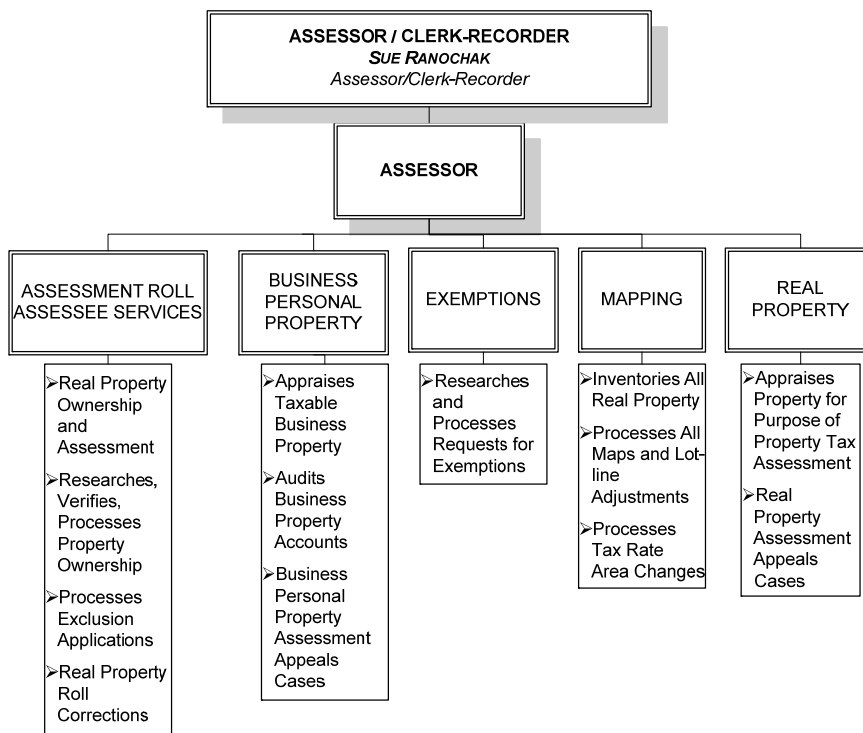 ASSESSOR / CLERK-RECORDER
SUE RANOCHAK
Assessor/Clerk-Recorder
ASSESSOR
ASSESSMENT ROLL
ASSESSEE SERVICES
BUSINESS
PERSONAL
PROPERTY
EXEMPTIONS
MAPPING
REAL
PROPERTY
➢Real Property
Ownership
and
Assessment
➢Researches,
Verifies,
Processes
Property
Ownership
➢Processes
Exclusion
Applications
➢Real Property
Roll
Corrections
➢Appraises
Taxable
Business
Property
➢Audits
Business
Property
Accounts
➢Business
Personal
Property
Assessment
Appeals
Cases
➢Researches
and
Processes
Requests for
Exemptions
➢Inventories All
Real Property
➢Processes All
Maps and Lot-
line
Adjustments
➢Processes
Tax Rate
Area Changes
➢Appraises
Property for
Purpose of
Property Tax
Assessment
➢Real
Property
Assessment
Appeals
Cases